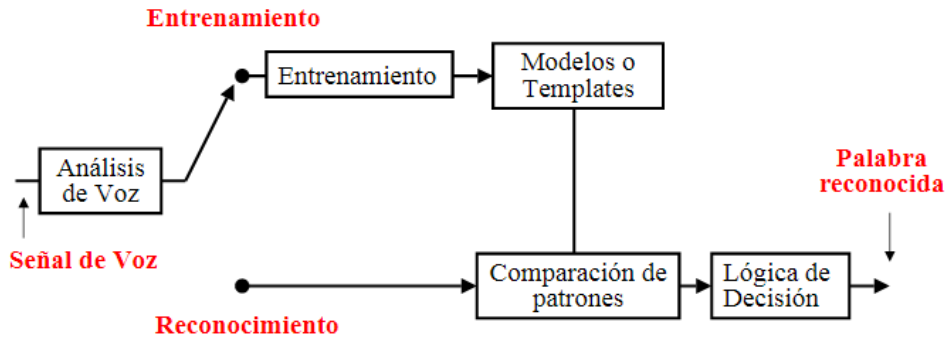 Entrenamiento
Entrenamiento
Modelos o
Templates
Análisis
de Voz
Palabra
reconocida
Señal de Voz
Comparación de
patrones
Lógica de
Decisión
Reconocimiento